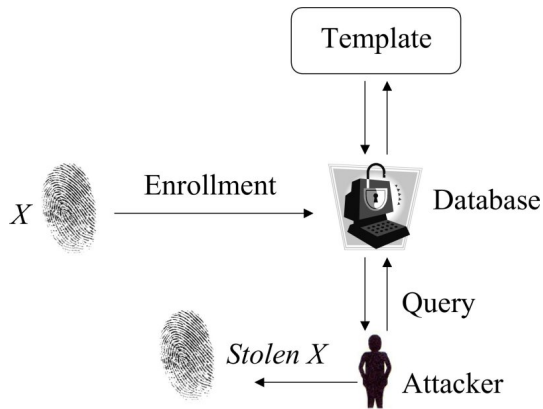 Template
Enrollment
X
Database
Query
Stolen X
Attacker